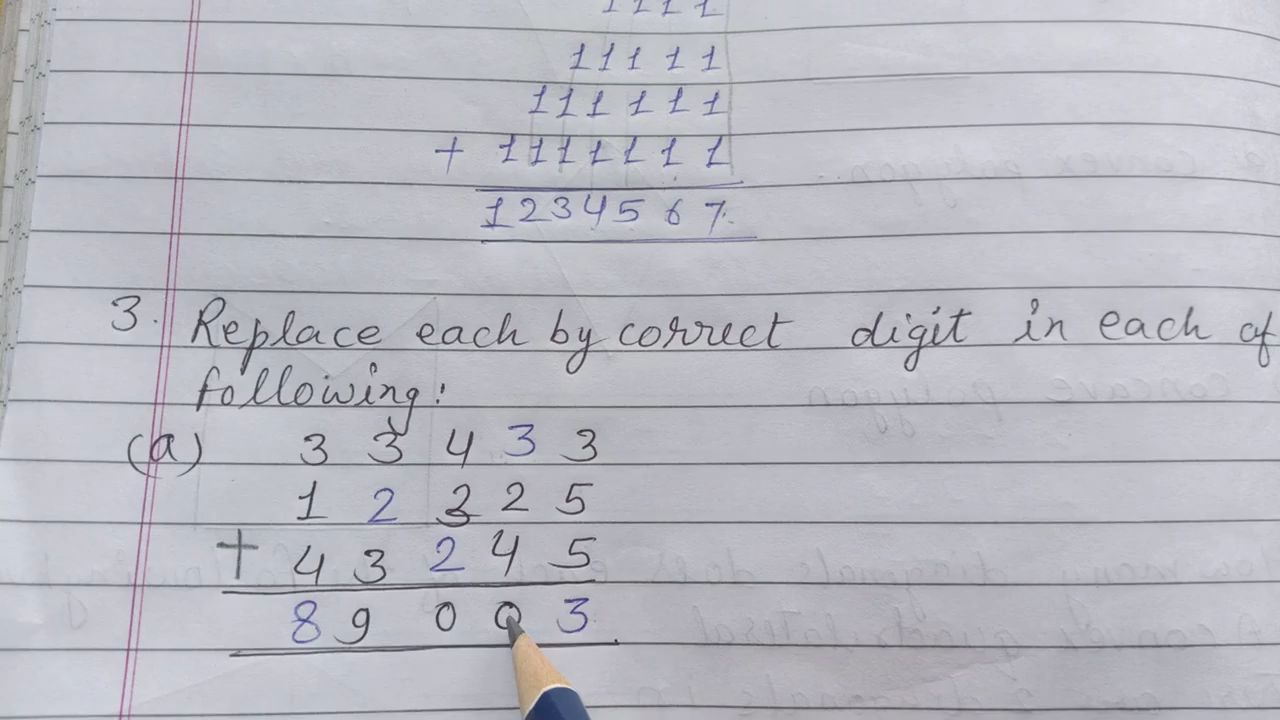 1111
11111
111111
+ 1111111
1234567
3. Replace each by correct digit in each of
following:
(a) 3 3 4 3 3
1 2 3 2 5
+ 4 3 2 4 5
8 9 0 0 3